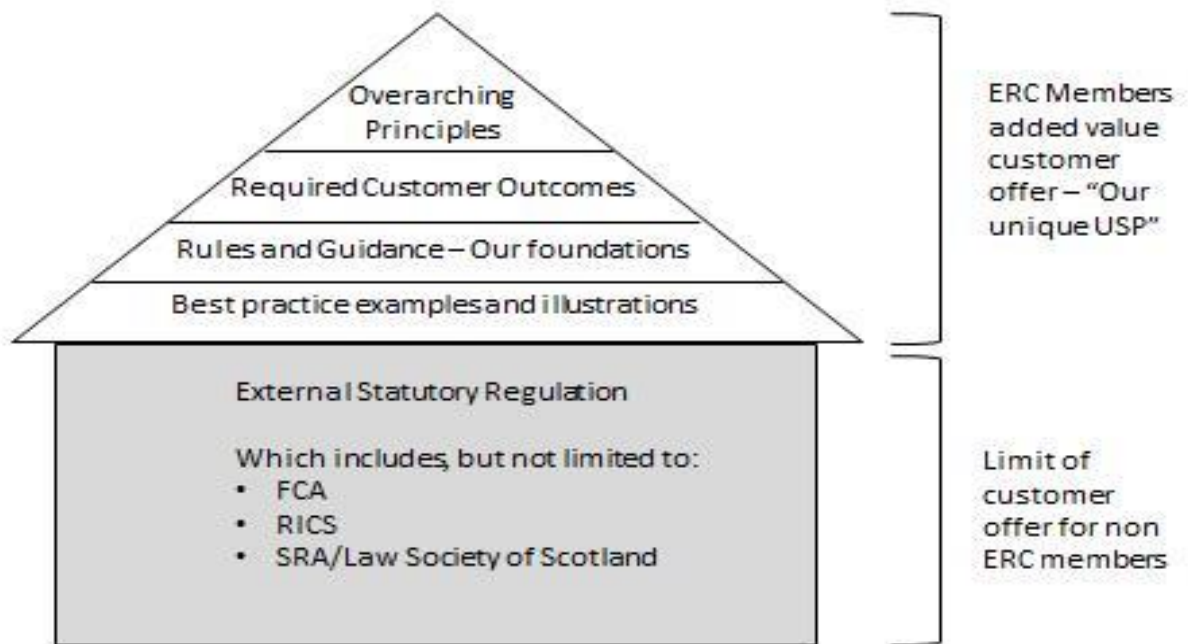 Overarching
Principles
Required Customer Outcomes
Rules and Guidance – Our foundations
Best practice examples and illustrations
ERC Members
added value
customer
offer – “Our
unique USP”
External Statutory Regulation
Which includes, but not limited to:
• FCA
• RICS
• SRA/Law Society of Scotland
Limit of
customer
offer for non
ERC members